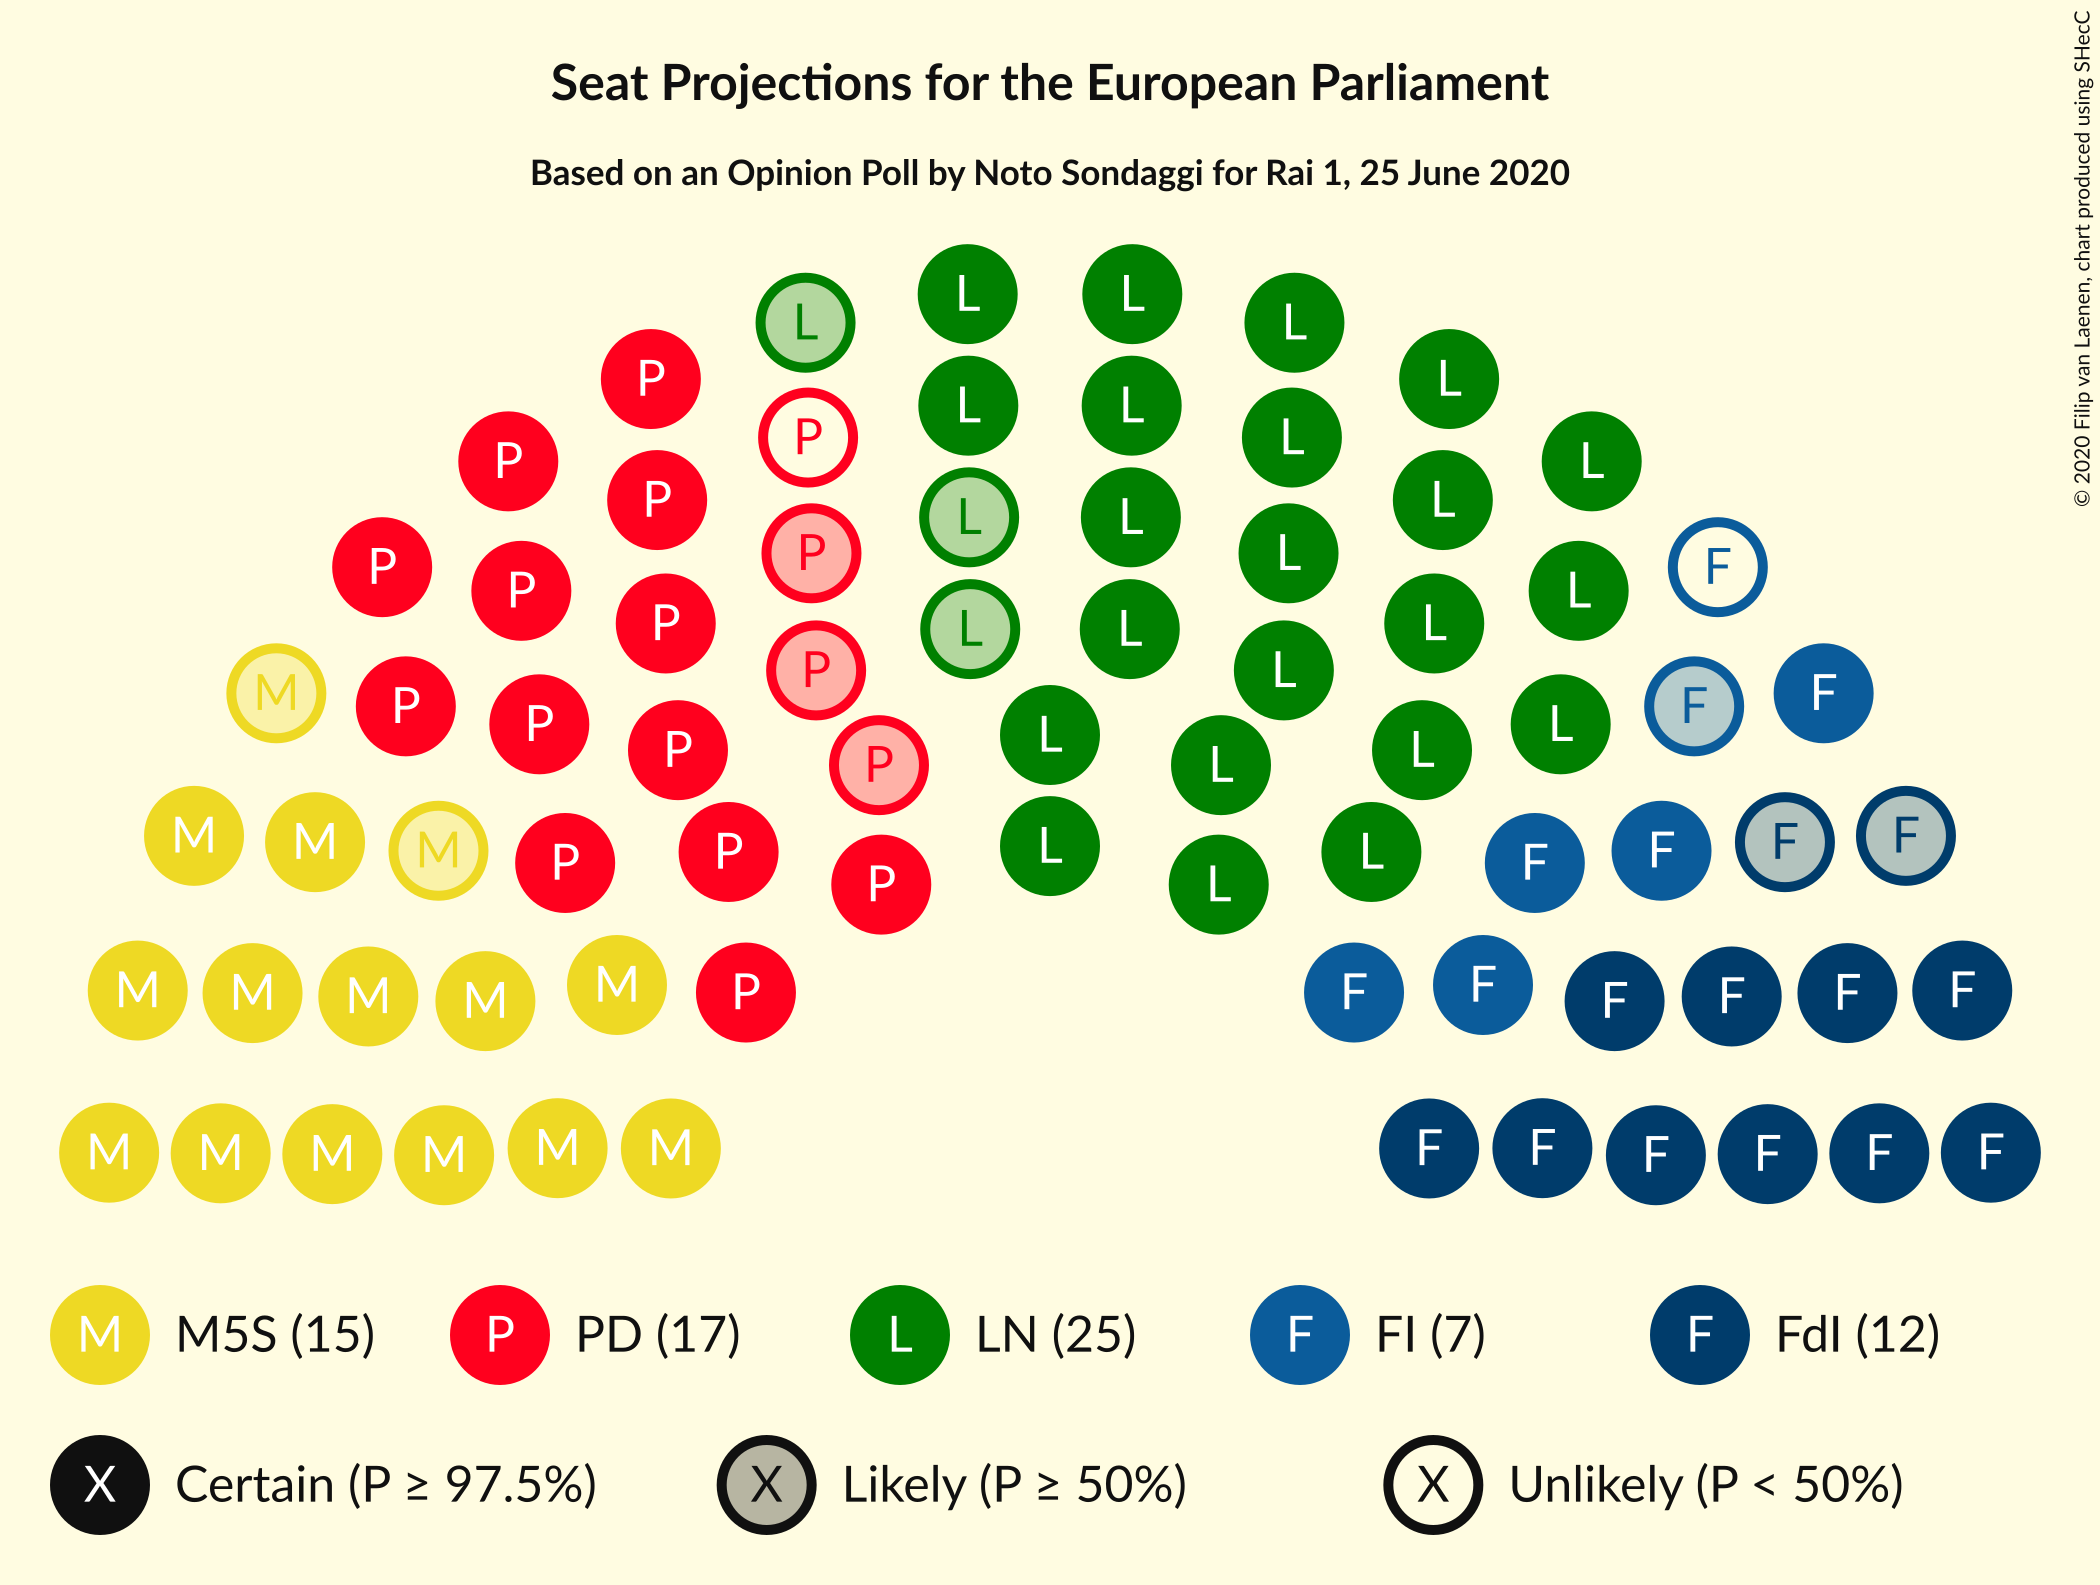 Seat Projections for the European Parliament
Based on an Opinion Poll by Noto Sondaggi for Rai 1, 25 June 2020
© 2020 Filip van Laenen, chart produced using SHecC
L L
L L
P P
L L
L L
P P L L
P P
P L L
L L
P P L L F
P P L L
L L
P P L L
M F
P F
P L
P L
L
P L
M M F F
M P F F
P L
L
P L
M M M M F F F F
M F
P F
M M M M M M F F F F F F
M M5S (15) P PD (17) L LN (25) F FI (7) F FdI (12)
X Certain (P ≥ 97.5%) X Likely (P ≥ 50%) X Unlikely (P < 50%)